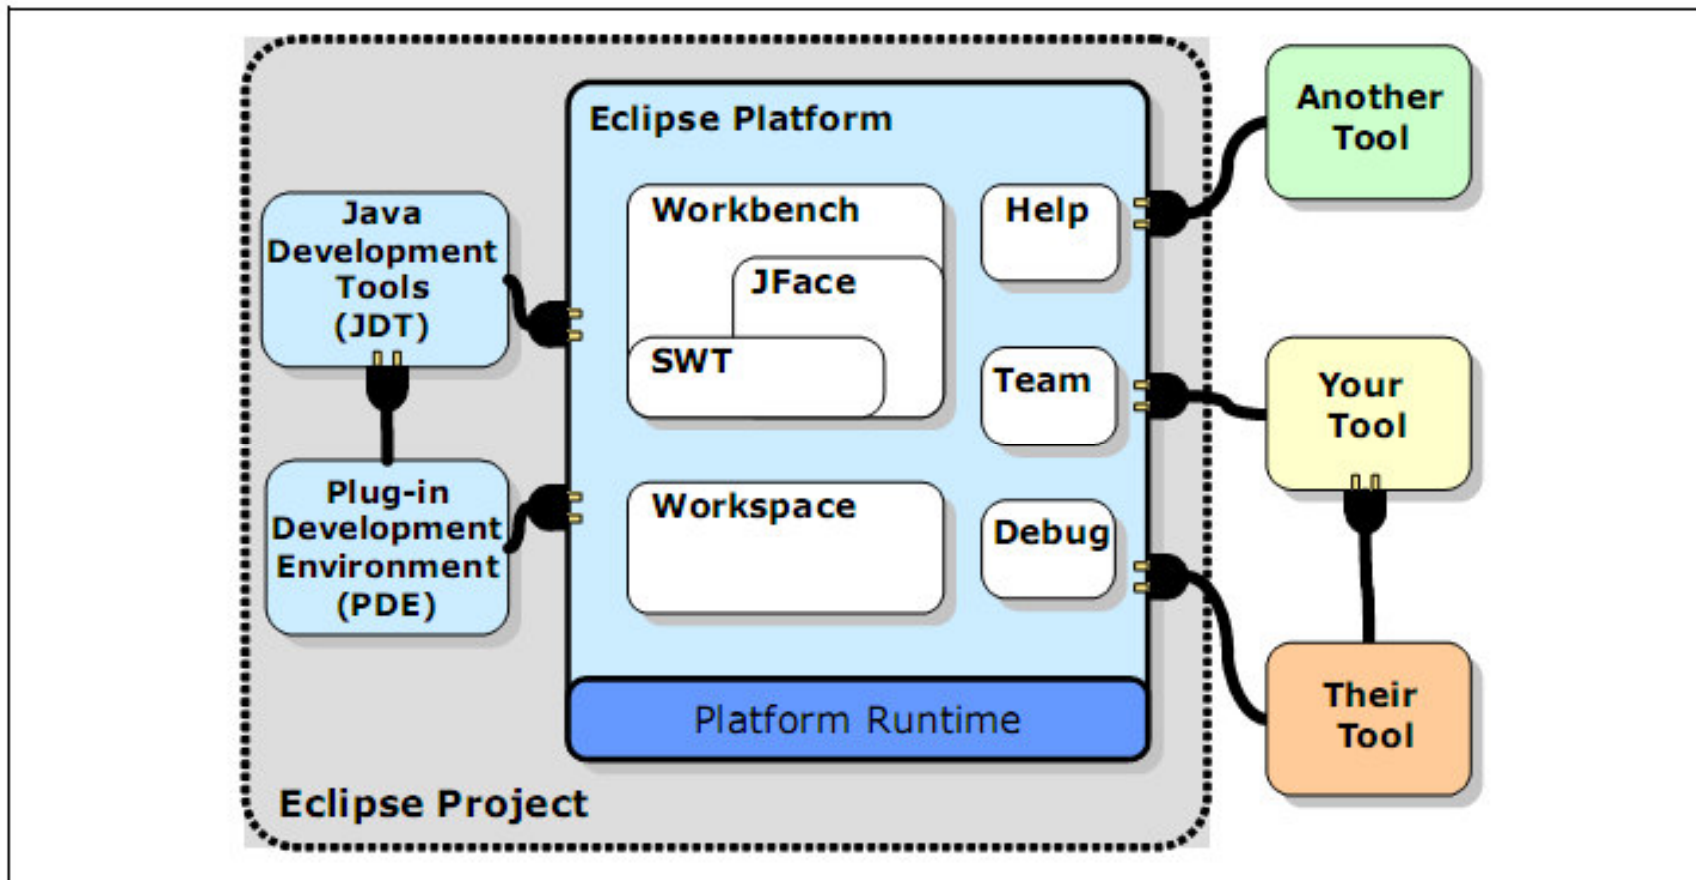 Eclipse Platform
Another
Tool
Workbench
JFace
SWT
Help
Java
Development
Tools
(JDT)
Team
Your
Tool
Plug-in
Development
Environment
(PDE)
Workspace
Debug
Their
Tool
Platform Runtime
Eclipse Project